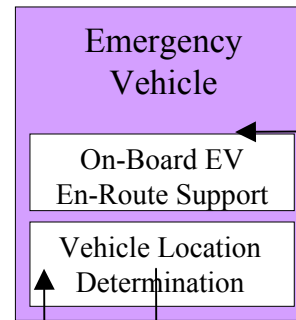 Emergency
Vehicle
On-Board EV
En-Route Support
Vehicle Location
Determination